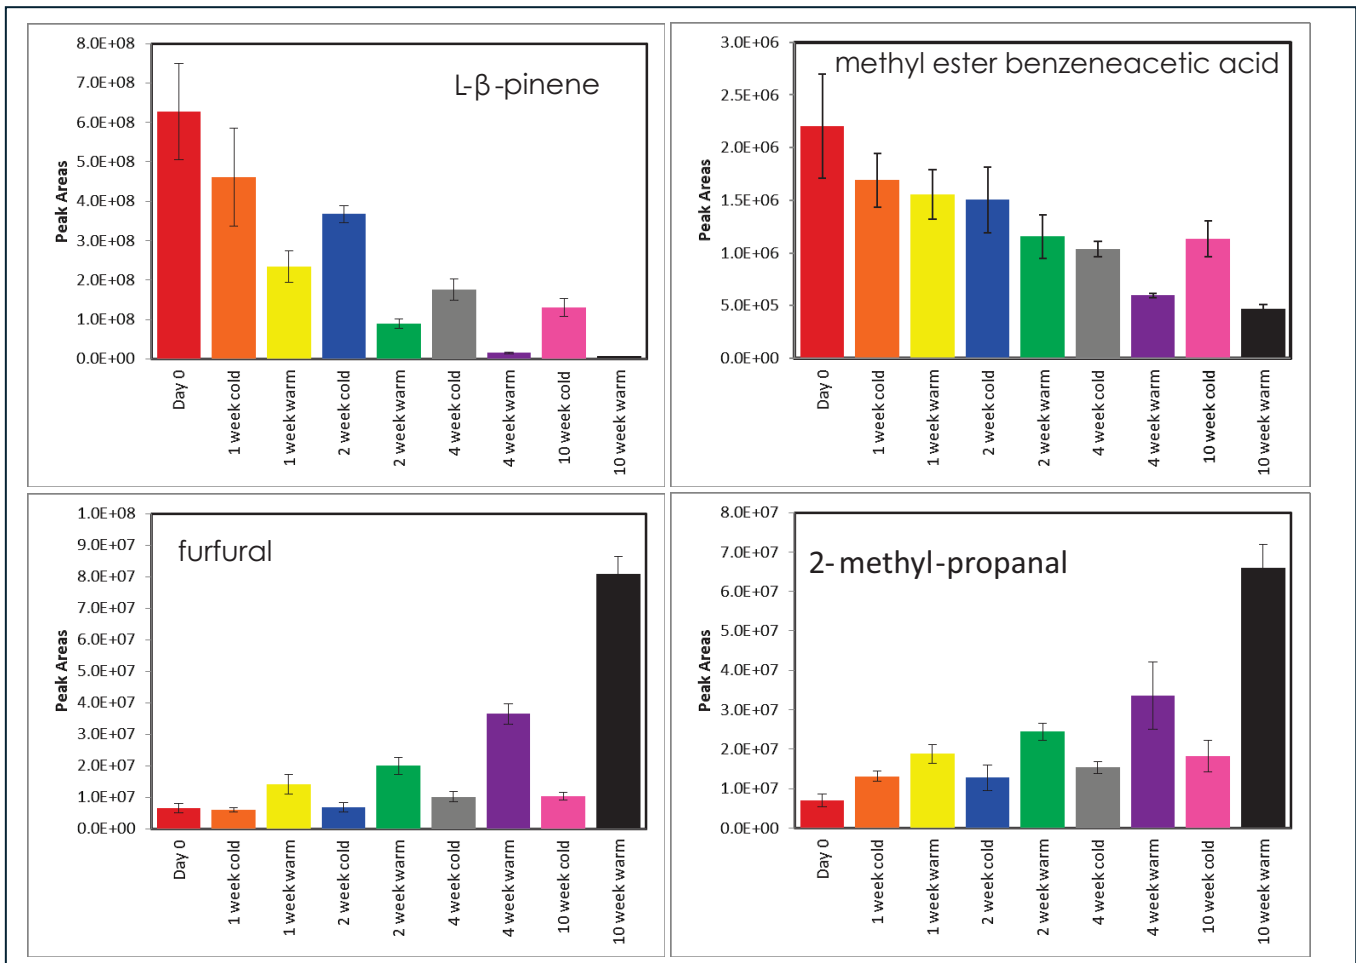 L-β-pinene
Peak Areas
8.0E+08
7.0E+08
6.0E+08
5.0E+08
4.0E+08
3.0E+08
2.0E+08
1.0E+08
0.0E+00
Day 0
1 week cold
1 week warm
2 week cold
2 week warm
4 week cold
4 week warm
10 week cold
10 week warm
methyl ester benzeneacetic acid
Peak Areas
3.0E+06
2.5E+06
2.0E+06
1.5E+06
1.0E+06
5.0E+05
0.0E+00
Day 0
1 week cold
1 week warm
2 week cold
2 week warm
4 week cold
4 week warm
10 week cold
10 week warm
furfural
Peak Areas
1.0E+08
9.0E+07
8.0E+07
7.0E+07
6.0E+07
5.0E+07
4.0E+07
3.0E+07
2.0E+07
1.0E+07
0.0E+00
Day 0
1 week cold
1 week warm
2 week cold
2 week warm
4 week cold
4 week warm
10 week cold
10 week warm
2-methyl-propanal
Peak Areas
8.0E+07
7.0E+07
6.0E+07
5.0E+07
4.0E+07
3.0E+07
2.0E+07
1.0E+07
0.0E+00
Day 0
1 week cold
1 week warm
2 week cold
2 week warm
4 week cold
4 week warm
10 week cold
10 week warm